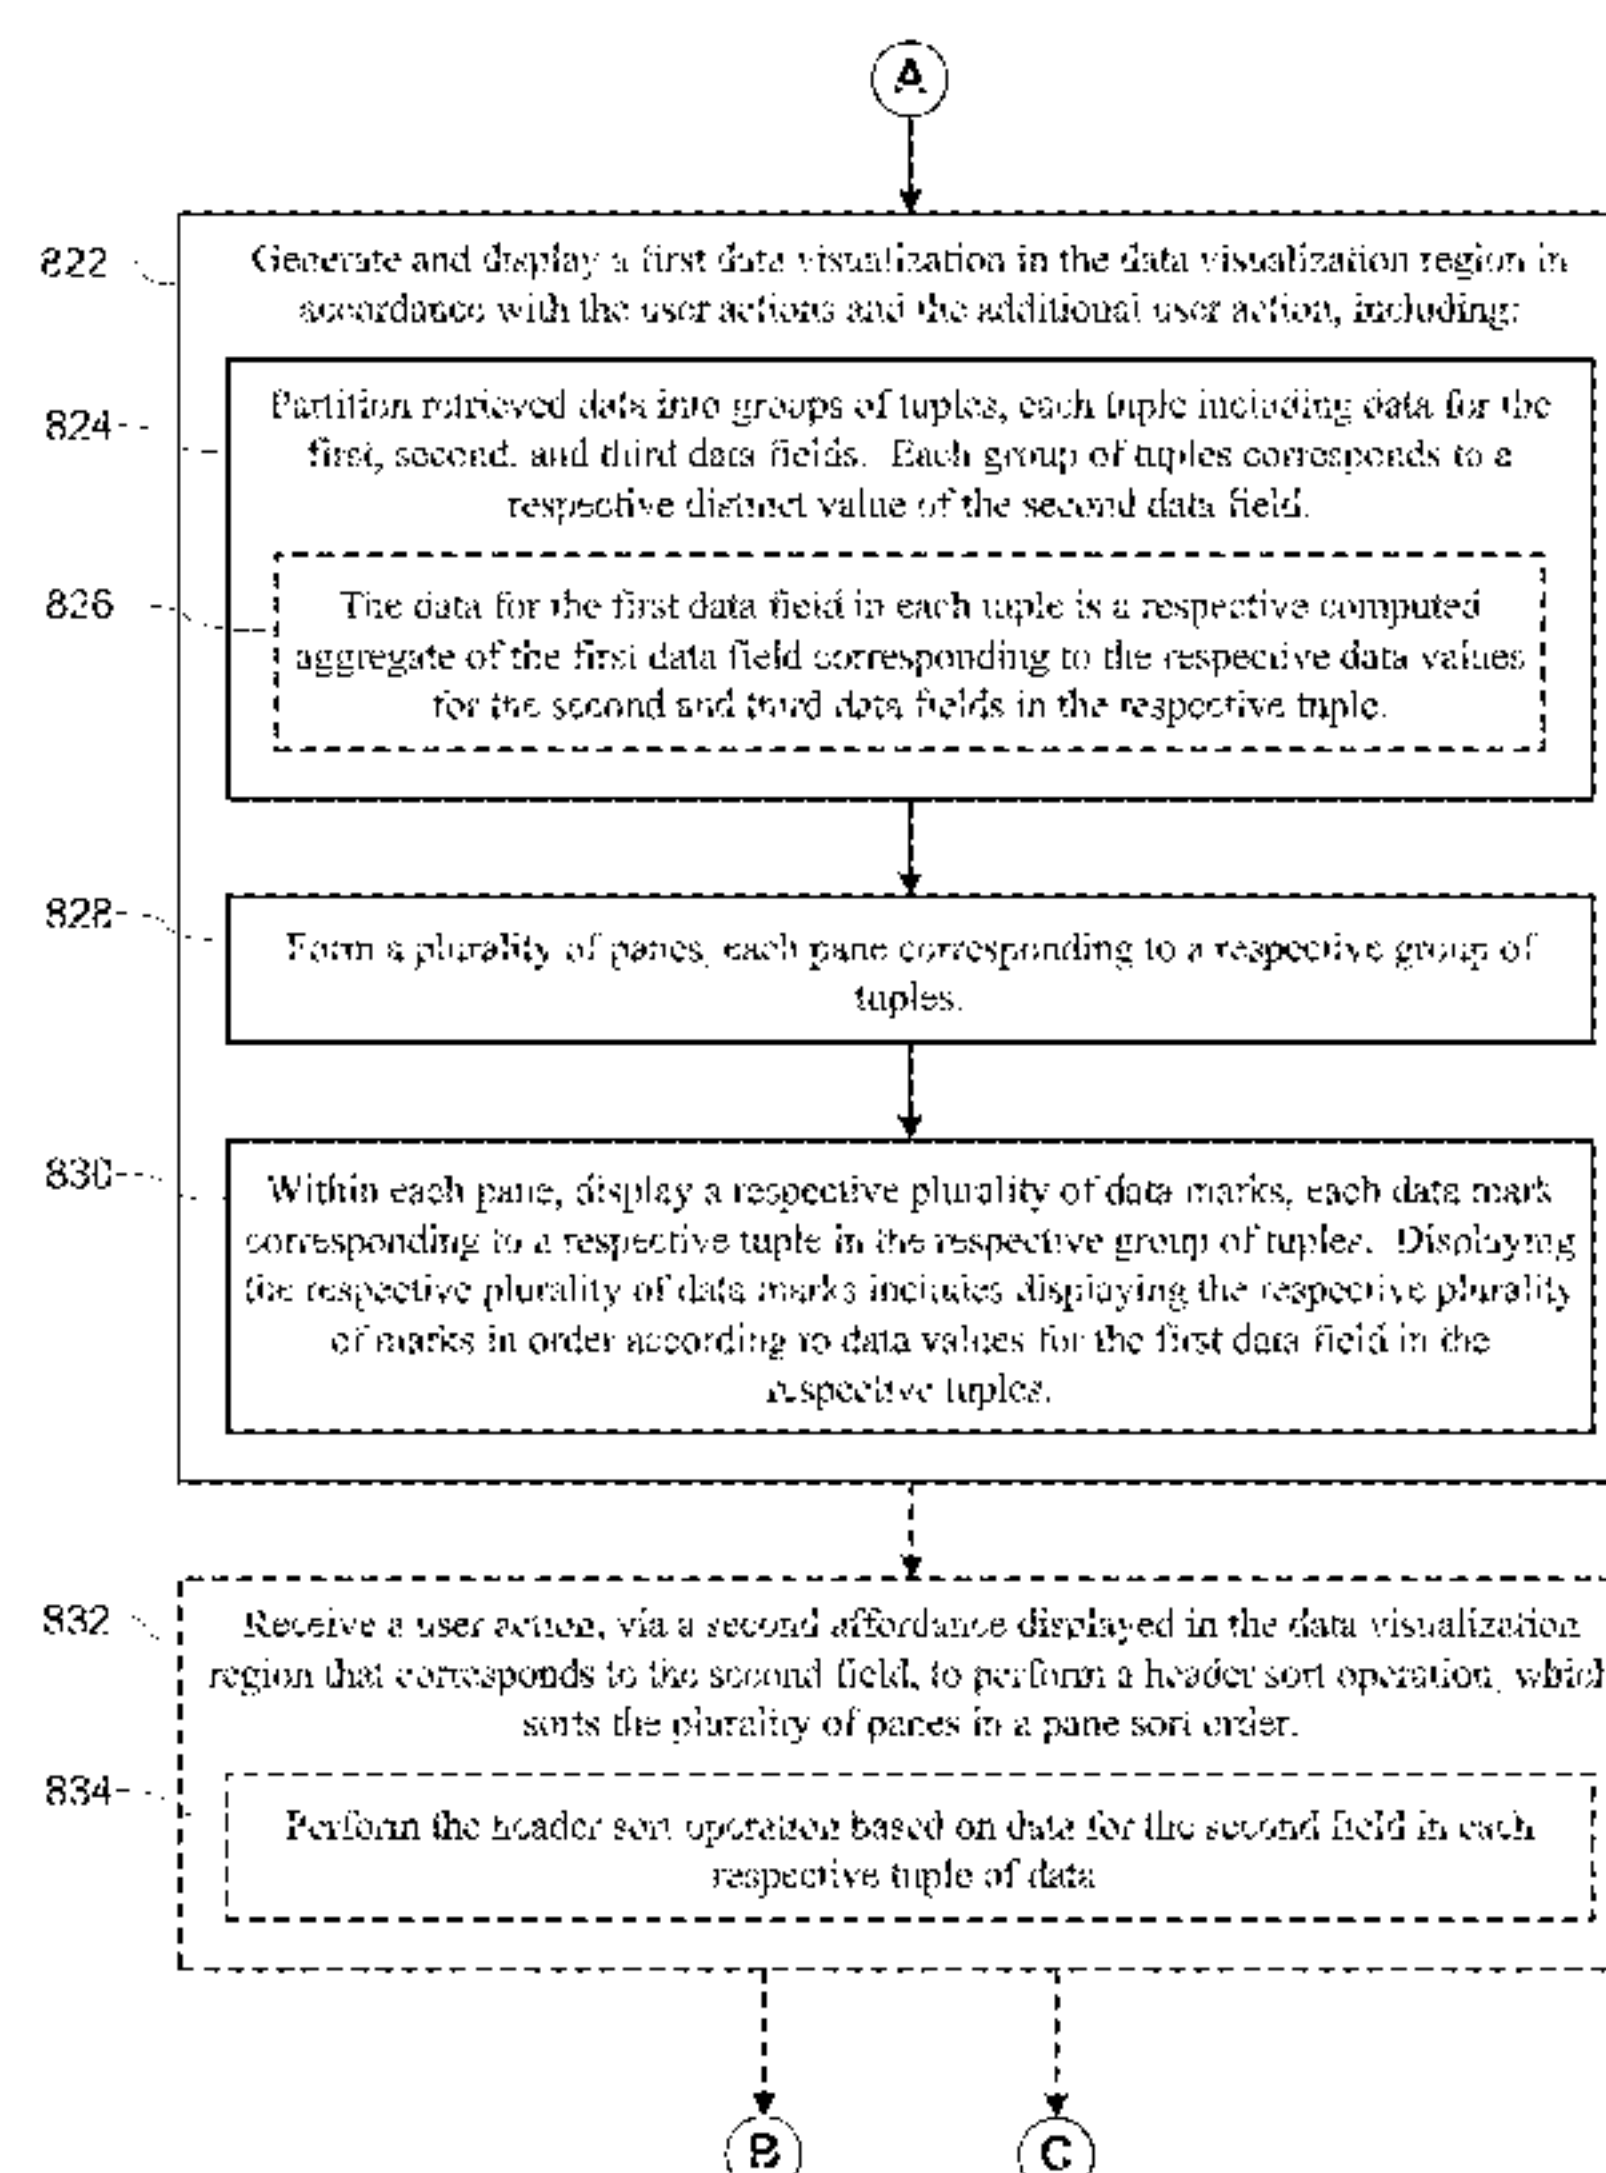 A
822
Generate and display a first data visualization in the data visualization region in
accordance with the user actions and the additional user action, including:
824
Partition retrieved data into groups of tuples, each tuple including data for the
first, second, and third data fields. Each group of tuples corresponds to a
respective distinct value of the second data field.
826
The data for the first data field in each tuple is a respective computed
aggregate of the first data field corresponding to the respective data values
for the second and third data fields in the respective tuple.
828
Form a plurality of panes, each pane corresponding to a respective group of
tuples.
830
Within each pane, display a respective plurality of data marks, each data mark
corresponding to a respective tuple in the respective group of tuples. Displaying
the respective plurality of data marks includes displaying the respective plurality
of marks in order according to data values for the first data field in the
respective tuples.
832
Receive a user action, via a second affordance displayed in the data visualization
region that corresponds to the second field, to perform a header sort operation, which
sorts the plurality of panes in a pane sort order.
834
Perform the header sort operation based on data for the second field in each
respective tuple of data
B
C